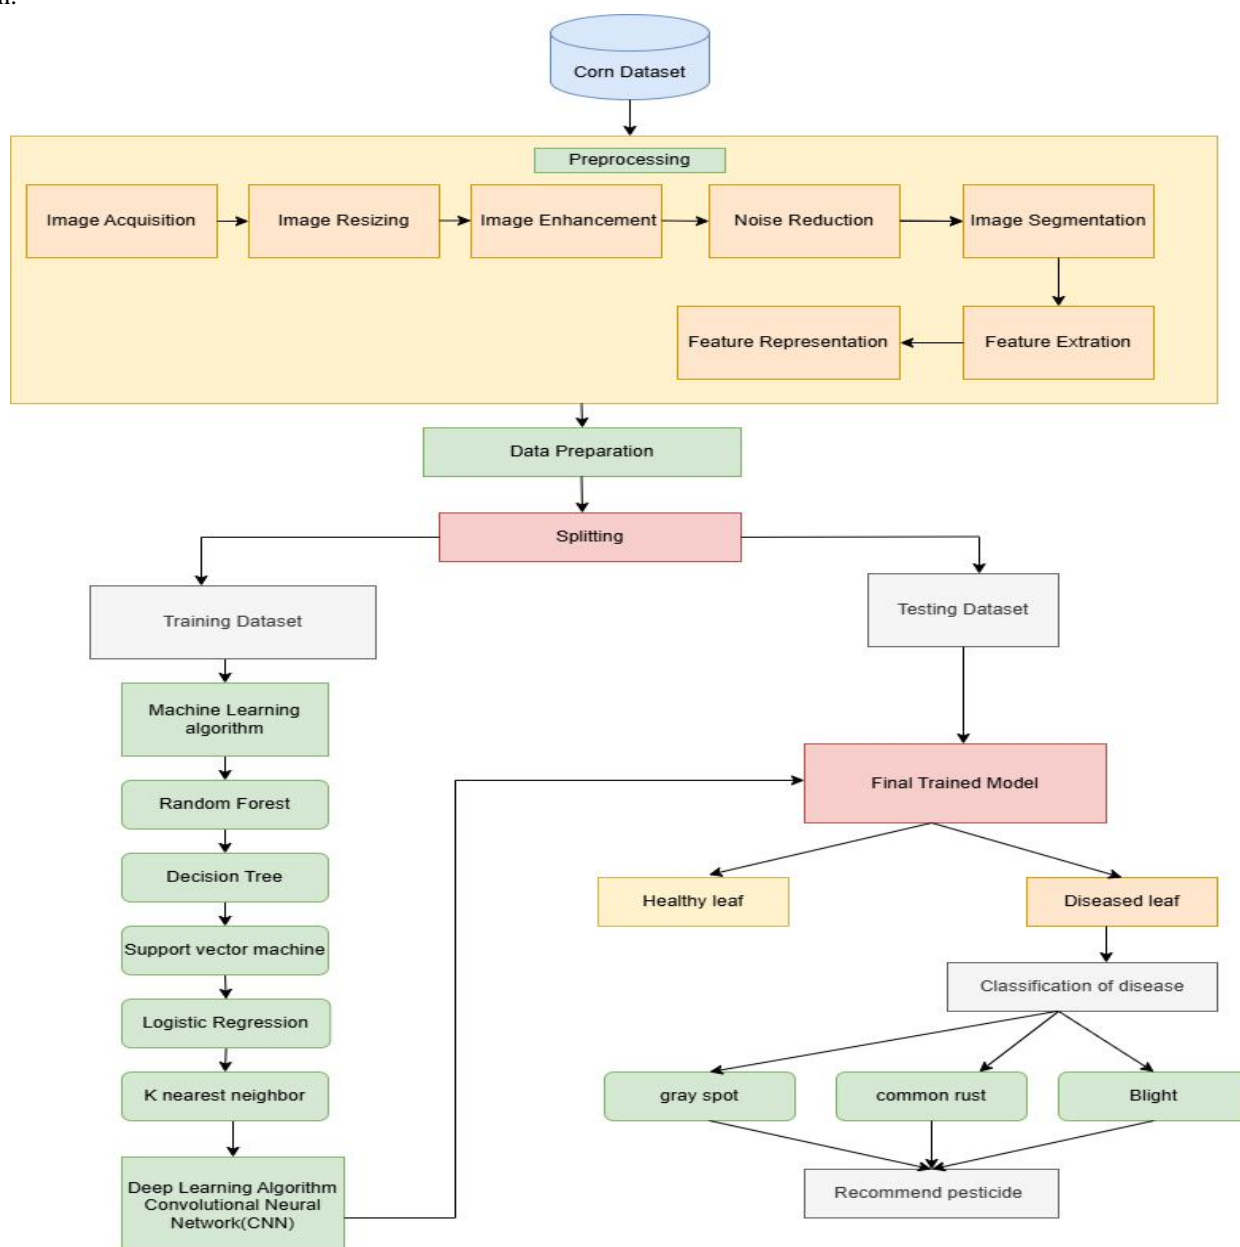 Corn Dataset
Preprocessing
Image Acquisition
Image Resizing
Image Enhancement
Noise Reduction
Image Segmentation
Feature Representation
Feature Extration
Data Preparation
Splitting
Training Dataset
Testing Dataset
Machine Learning
algorithm
Random Forest
Decision Tree
Support vector machine
Logistic Regression
K nearest neighbor
Deep Learning Algorithm
Convolutional Neural
Network(CNN)
Final Trained Model
Healthy leaf
Diseased leaf
Classification of disease
gray spot
common rust
Blight
Recommend pesticide